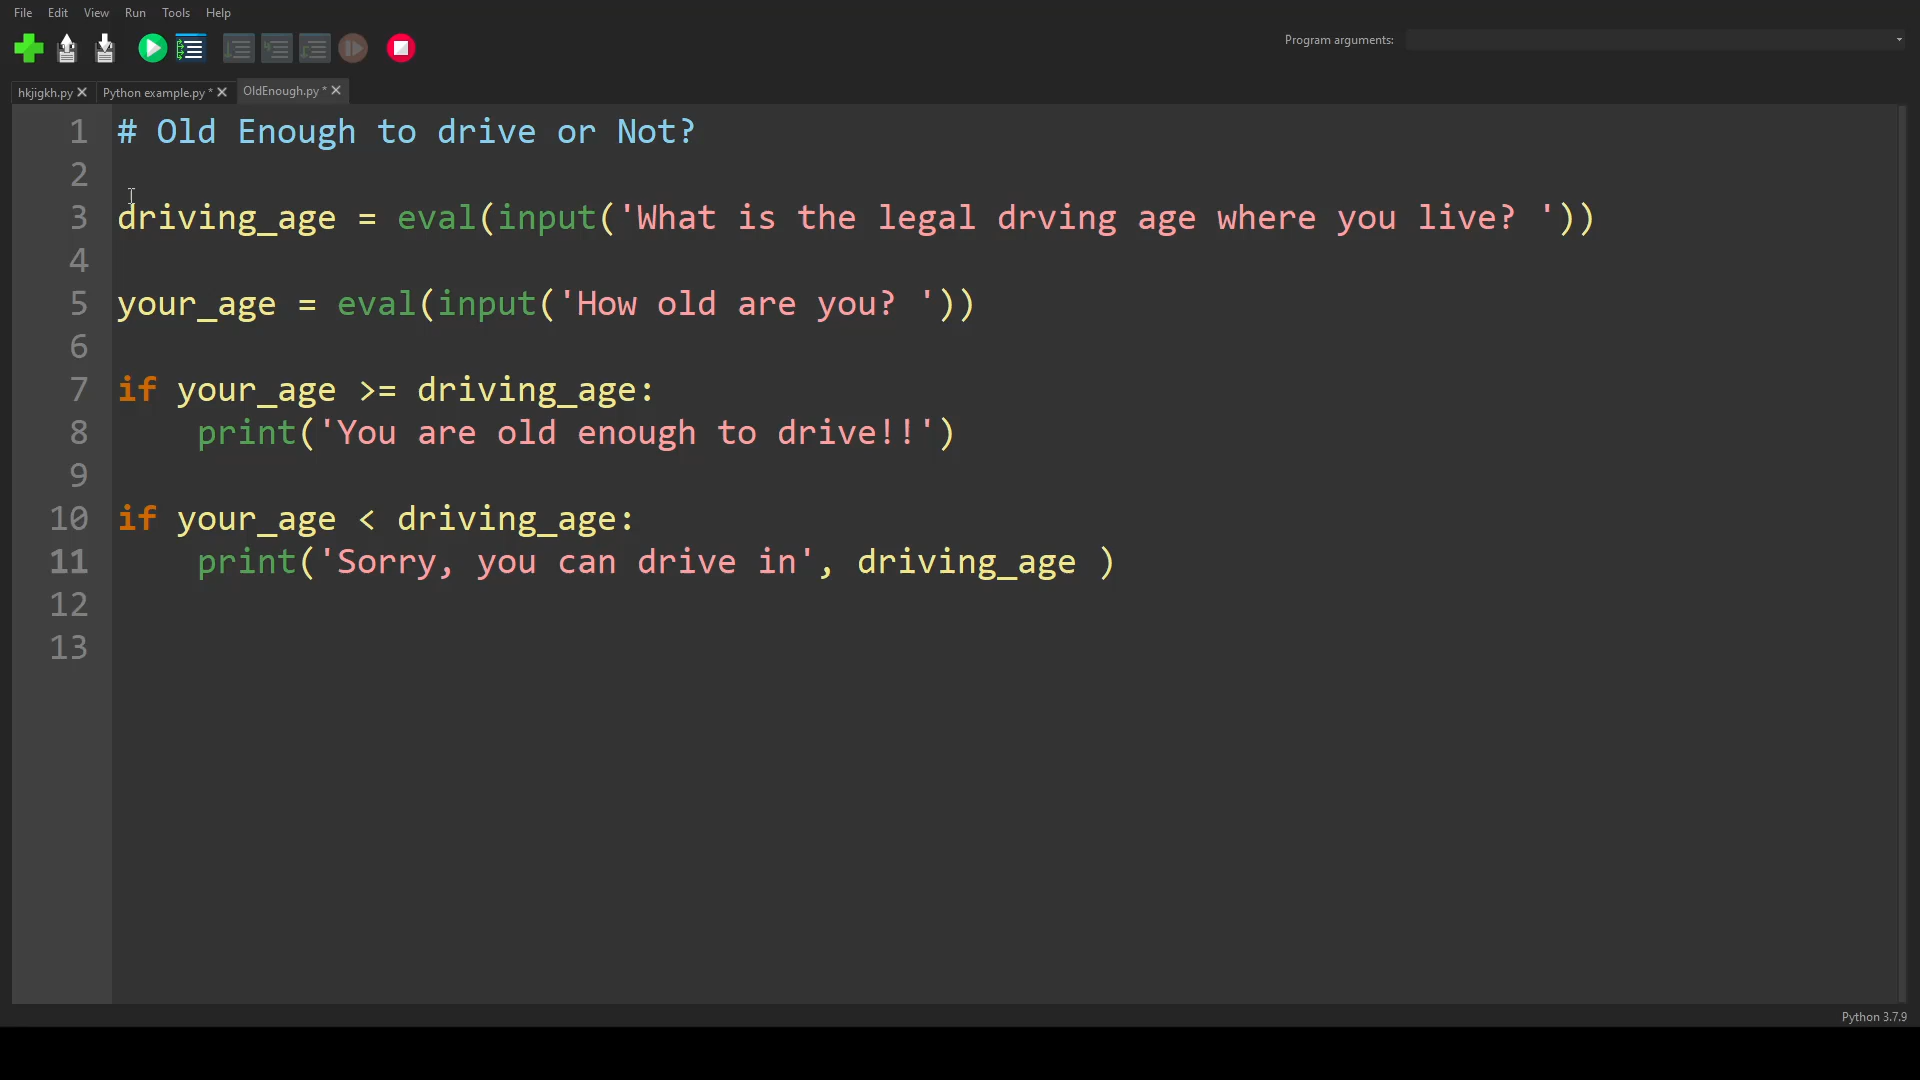 File Edit View Run Tools Help
Program arguments:
hkjigkh.py Python example.py * OldEnough.py *
1 # Old Enough to drive or Not?
2
3 driving_age = eval(input('What is the legal drving age where you live? '))
4
5 your_age = eval(input('How old are you? '))
6
7 if your_age >= driving_age:
8     print('You are old enough to drive!!')
9
10 if your_age < driving_age:
11     print('Sorry, you can drive in', driving_age )
12
13
Python 3.7.9